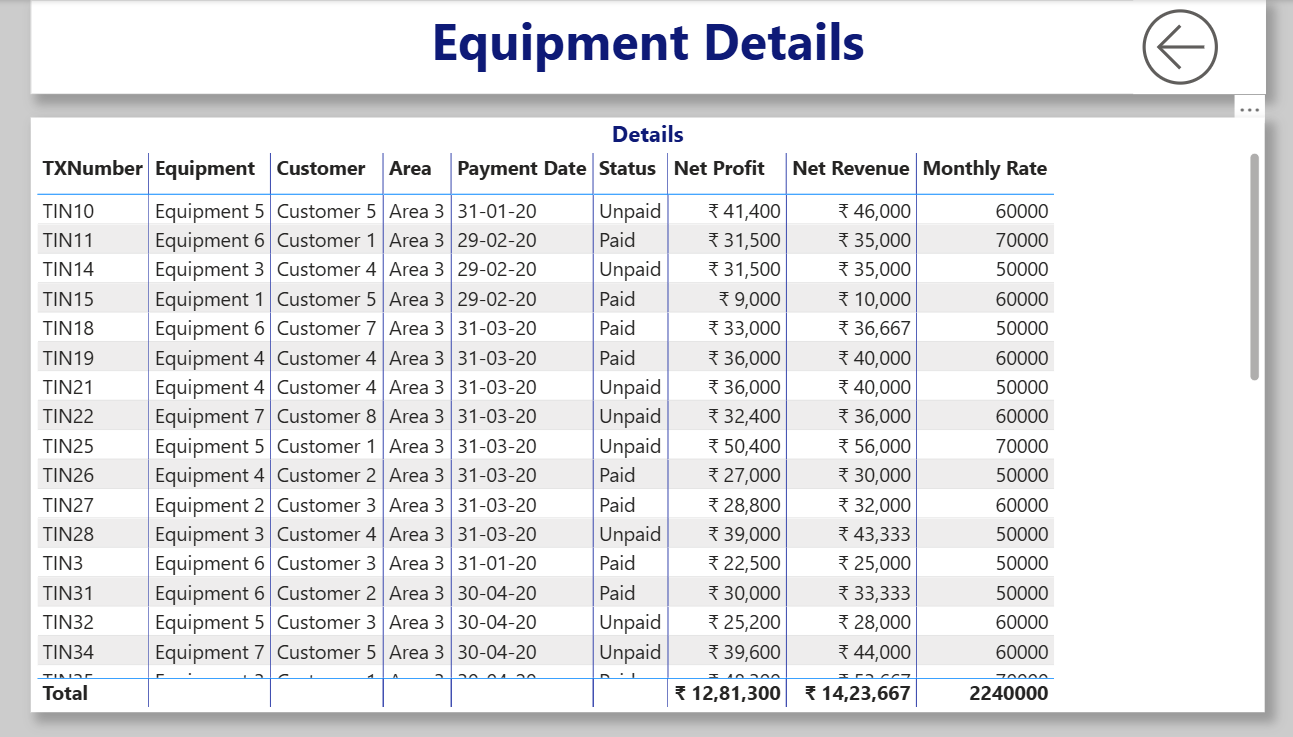 Equipment Details
Details
TXNumber Equipment Customer Area Payment Date Status Net Profit Net Revenue Monthly Rate
TIN10 Equipment 5 Customer 5 Area 3 31-01-20 Unpaid ₹ 41,400 ₹ 46,000 60000
TIN11 Equipment 6 Customer 1 Area 3 29-02-20 Paid ₹ 31,500 ₹ 35,000 70000
TIN14 Equipment 3 Customer 4 Area 3 29-02-20 Unpaid ₹ 31,500 ₹ 35,000 50000
TIN15 Equipment 1 Customer 5 Area 3 29-02-20 Paid ₹ 9,000 ₹ 10,000 60000
TIN18 Equipment 6 Customer 7 Area 3 31-03-20 Paid ₹ 33,000 ₹ 36,667 50000
TIN19 Equipment 4 Customer 4 Area 3 31-03-20 Paid ₹ 36,000 ₹ 40,000 60000
TIN21 Equipment 4 Customer 4 Area 3 31-03-20 Unpaid ₹ 36,000 ₹ 40,000 50000
TIN22 Equipment 7 Customer 8 Area 3 31-03-20 Unpaid ₹ 32,400 ₹ 36,000 60000
TIN25 Equipment 5 Customer 1 Area 3 31-03-20 Unpaid ₹ 50,400 ₹ 56,000 70000
TIN26 Equipment 4 Customer 2 Area 3 31-03-20 Paid ₹ 27,000 ₹ 30,000 50000
TIN27 Equipment 2 Customer 3 Area 3 31-03-20 Paid ₹ 28,800 ₹ 32,000 60000
TIN28 Equipment 3 Customer 4 Area 3 31-03-20 Unpaid ₹ 39,000 ₹ 43,333 50000
TIN3 Equipment 6 Customer 3 Area 3 31-01-20 Paid ₹ 22,500 ₹ 25,000 50000
TIN31 Equipment 6 Customer 2 Area 3 30-04-20 Paid ₹ 30,000 ₹ 33,333 50000
TIN32 Equipment 5 Customer 3 Area 3 30-04-20 Unpaid ₹ 25,200 ₹ 28,000 60000
TIN34 Equipment 7 Customer 5 Area 3 30-04-20 Unpaid ₹ 39,600 ₹ 44,000 60000
Total ₹ 12,81,300 ₹ 14,23,667 2240000